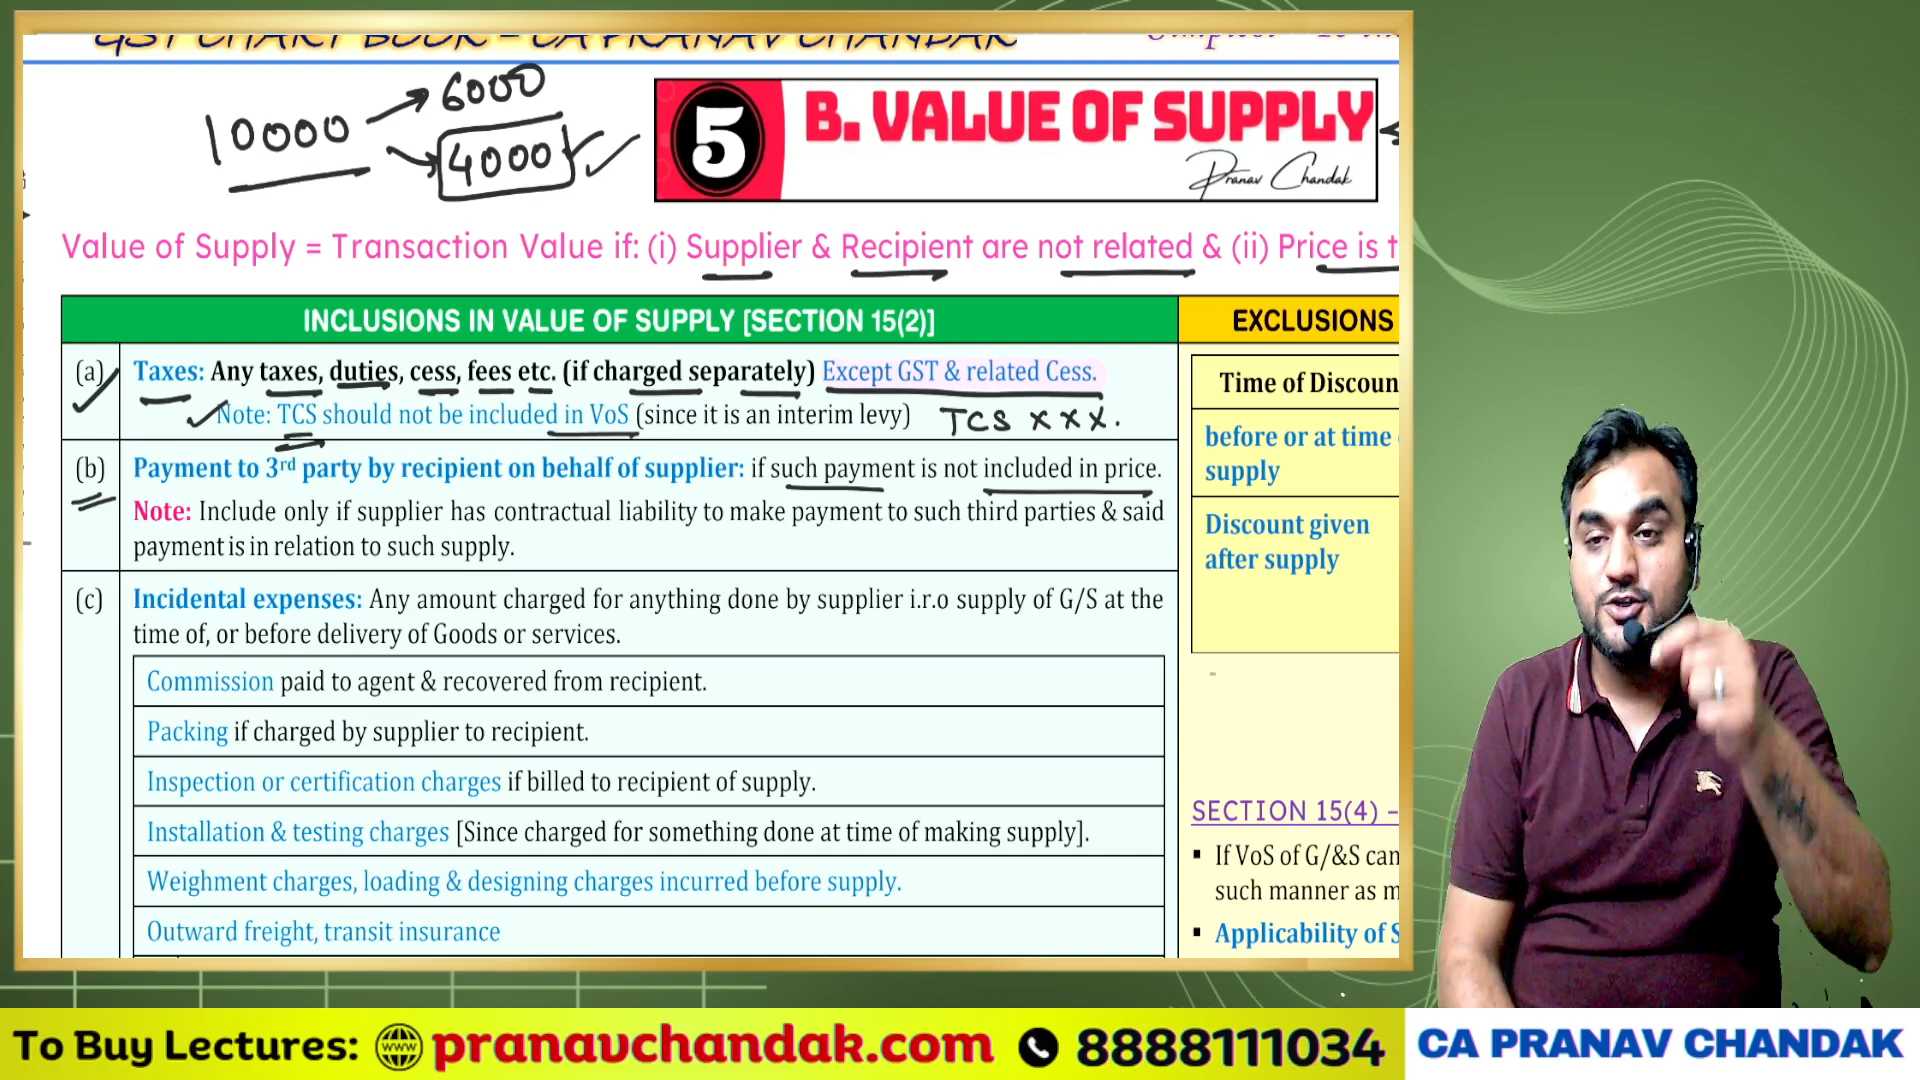 GST CHART BOOK – CA PRANAV CHANDAK
10000
6000
4000
5
B. VALUE OF SUPPLY
Pranav Chandak
Value of Supply = Transaction Value if: (i) Supplier & Recipient are not related & (ii) Price is t
INCLUSIONS IN VALUE OF SUPPLY [SECTION 15(2)]
(a)
Taxes: Any taxes, duties, cess, fees etc. (if charged separately) Except GST & related Cess.
Note: TCS should not be included in VoS (since it is an interim levy)
TCS X X X.
(b)
Payment to 3rd party by recipient on behalf of supplier: if such payment is not included in price.
Note: Include only if supplier has contractual liability to make payment to such third parties & said
payment is in relation to such supply.
(c)
Incidental expenses: Any amount charged for anything done by supplier i.r.o supply of G/S at the
time of, or before delivery of Goods or services.
Commission paid to agent & recovered from recipient.
Packing if charged by supplier to recipient.
Inspection or certification charges if billed to recipient of supply.
Installation & testing charges [Since charged for something done at time of making supply].
Weighment charges, loading & designing charges incurred before supply.
Outward freight, transit insurance
EXCLUSIONS
Time of Discoun
before or at time
supply
Discount given
after supply
SECTION 15(4) –
▪ If VoS of G/&S can
such manner as m
▪ Applicability of S
To Buy Lectures: www pranavchandak.com 8888111034
CA PRANAV CHANDAK